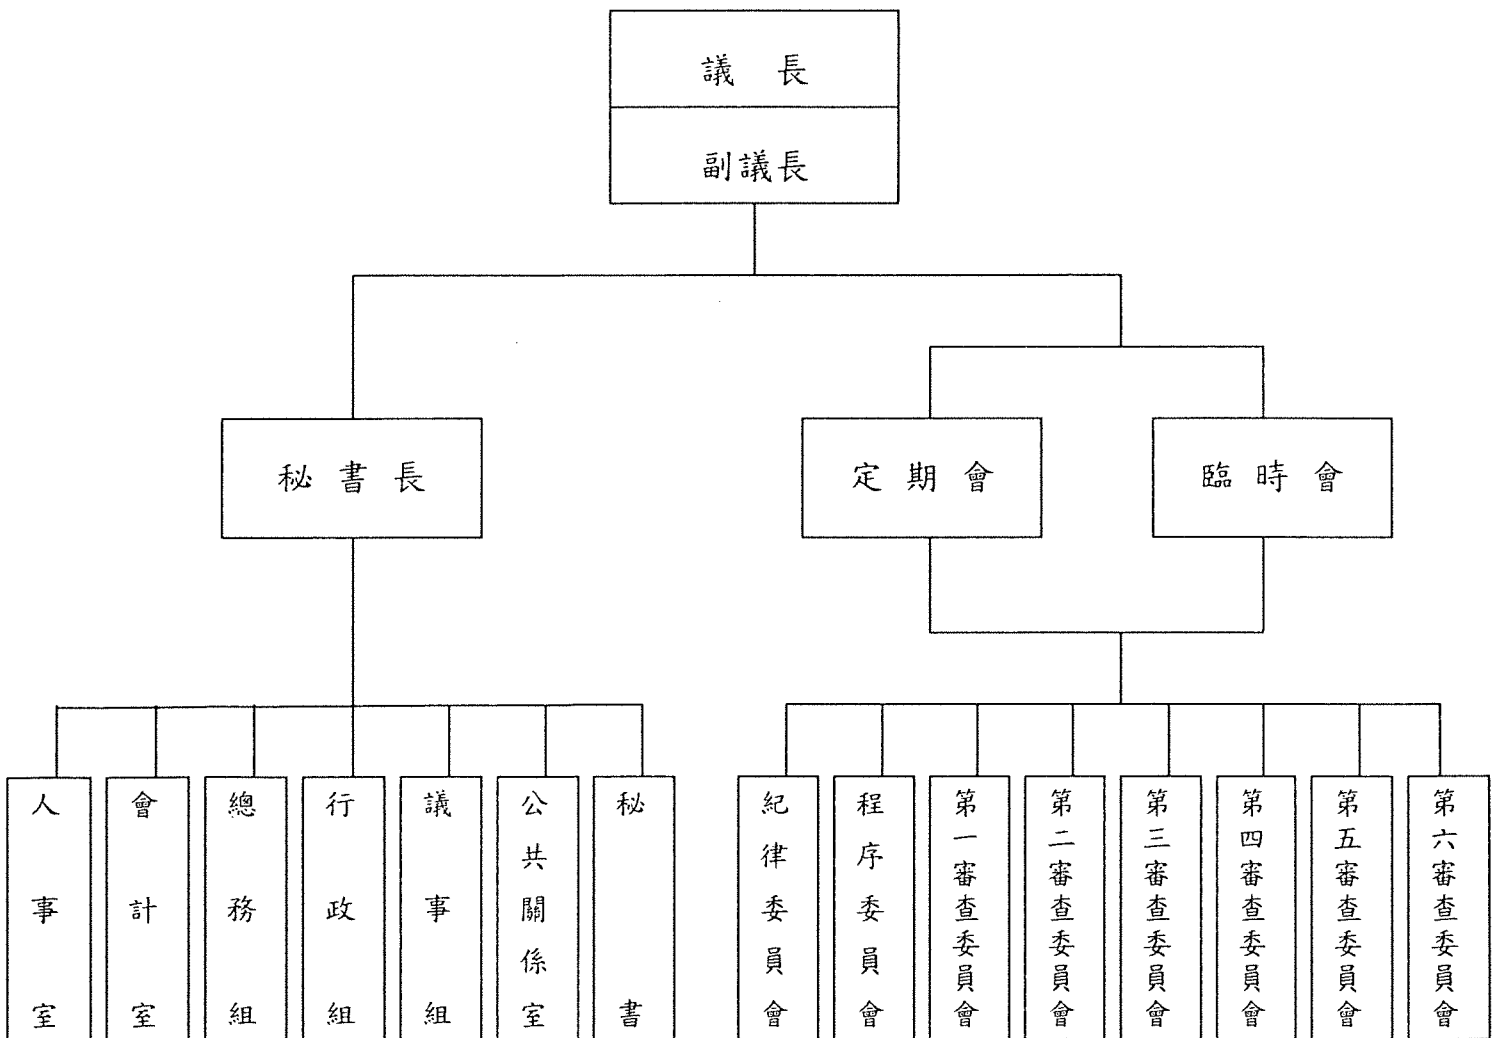 議長
副議長
秘書長
定期會
臨時會
人事室
會計室
總務組
行政組
議事組
公共關係室
秘書
紀律委員會
程序委員會
第一審查委員會
第二審查委員會
第三審查委員會
第四審查委員會
第五審查委員會
第六審查委員會